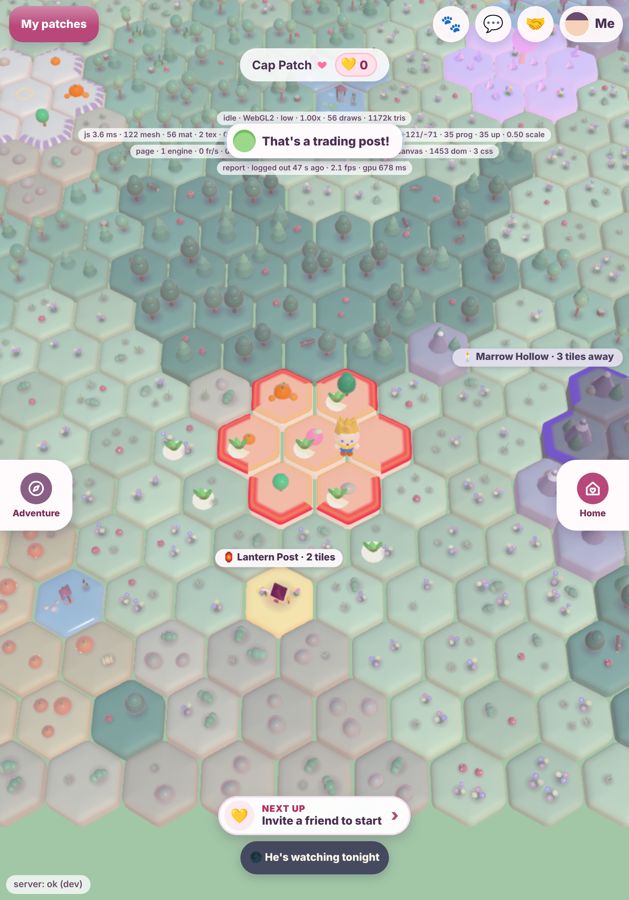 My patches
Me
Cap Patch
0
idle · WebGL2 · low · 1.00x · 56 draws · 1172k tris
js 3.6 ms · 122 mesh · 56 mat · 2 tex ·
121/-71 · 35 prog · 35 up · 0.50 scale
That's a trading post!
page · 1 engine · 0 fr/s ·
1453 dom · 3 css
report · logged out 47 s ago · 2.1 fps · gpu 678 ms
Marrow Hollow · 3 tiles away
Adventure
Home
Lantern Post · 2 tiles
NEXT UP
Invite a friend to start
He's watching tonight
server: ok (dev)